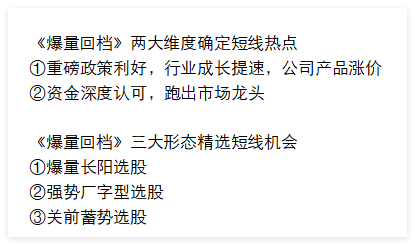 《爆量回档》两大维度确定短线热点
①重磅政策利好，行业成长提速，公司产品涨价
②资金深度认可，跑出市场龙头
《爆量回档》三大形态精选短线机会
①爆量长阳选股
②强势厂字型选股
③关前蓄势选股